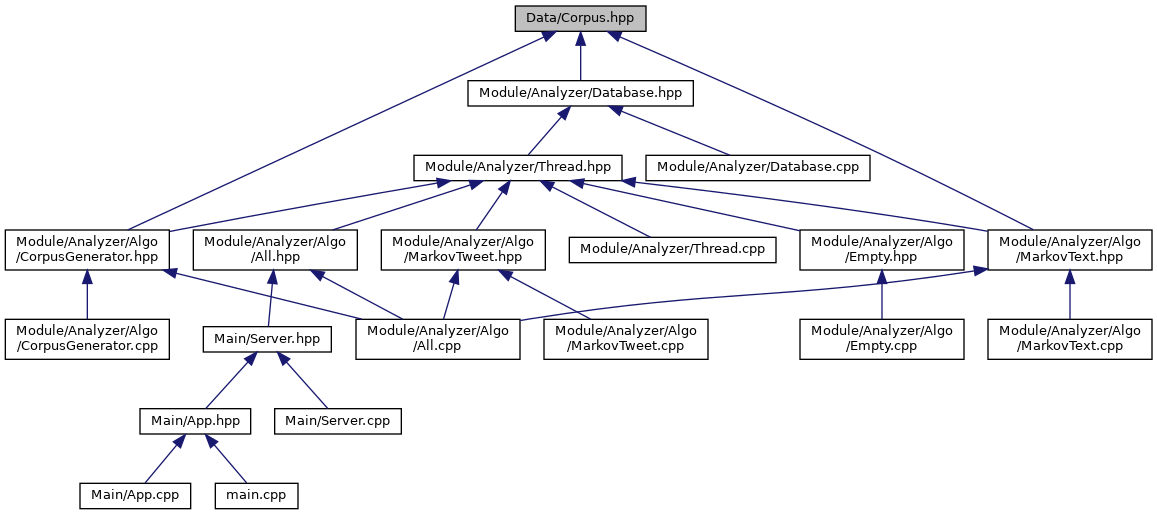 Data/Corpus.hpp
Module/Analyzer/Database.hpp
Module/Analyzer/Thread.hpp
Module/Analyzer/Database.cpp
Module/Analyzer/Algo
/CorpusGenerator.hpp
Module/Analyzer/Algo
/All.hpp
Module/Analyzer/Algo
/MarkovTweet.hpp
Module/Analyzer/Thread.cpp
Module/Analyzer/Algo
/Empty.hpp
Module/Analyzer/Algo
/MarkovText.hpp
Module/Analyzer/Algo
/CorpusGenerator.cpp
Main/Server.hpp
Module/Analyzer/Algo
/All.cpp
Module/Analyzer/Algo
/MarkovTweet.cpp
Module/Analyzer/Algo
/Empty.cpp
Module/Analyzer/Algo
/MarkovText.cpp
Main/App.hpp
Main/Server.cpp
Main/App.cpp
main.cpp